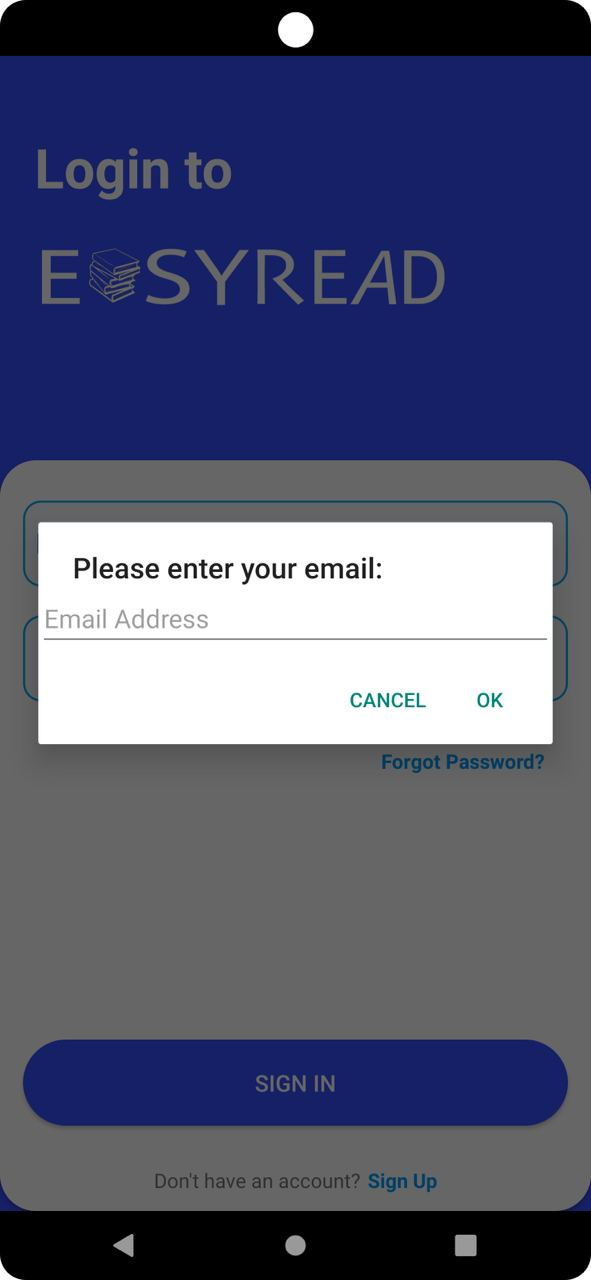 Login to
E SYREAD
Please enter your email:
Email Address
CANCEL OK
Forgot Password?
SIGN IN
Don't have an account? Sign Up